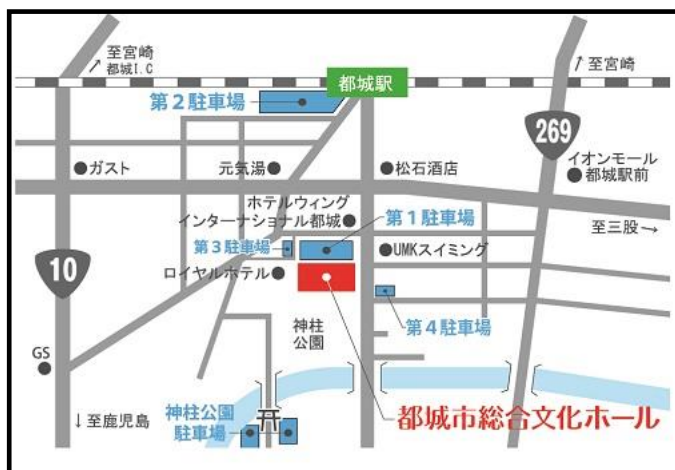 至宮崎
都城I.C
都城駅
至宮崎
第2駐車場
269
ガスト
元気湯
松石酒店
イオンモール
都城駅前
ホテルウィング
インターナショナル都城
第1駐車場
至三股→
第3駐車場
UMKスイミング
10
ロイヤルホテル
神柱
公園
第4駐車場
GS
神柱公園
駐車場
↓至鹿児島
都城市総合文化ホール